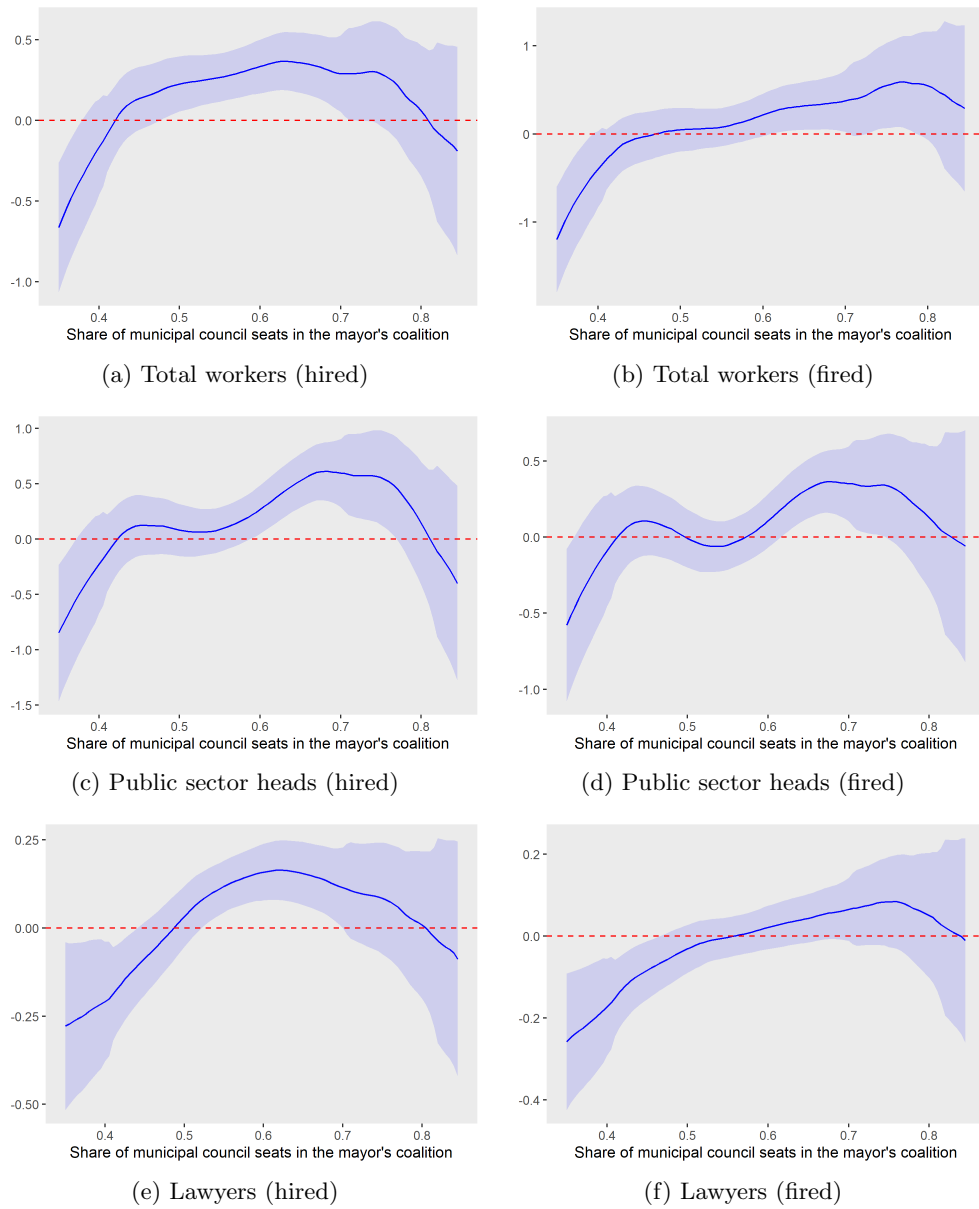 0.5
0.0
-0.5
-1.0
0.4 0.5 0.6 0.7 0.8
Share of municipal council seats in the mayor's coalition
(a) Total workers (hired)
1
0
-1
0.4 0.5 0.6 0.7 0.8
Share of municipal council seats in the mayor's coalition
(b) Total workers (fired)
1.0
0.5
0.0
-0.5
-1.0
-1.5
0.4 0.5 0.6 0.7 0.8
Share of municipal council seats in the mayor's coalition
(c) Public sector heads (hired)
0.5
0.0
-0.5
-1.0
0.4 0.5 0.6 0.7 0.8
Share of municipal council seats in the mayor's coalition
(d) Public sector heads (fired)
0.25
0.00
-0.25
-0.50
0.4 0.5 0.6 0.7 0.8
Share of municipal council seats in the mayor's coalition
(e) Lawyers (hired)
0.2
0.0
-0.2
-0.4
0.4 0.5 0.6 0.7 0.8
Share of municipal council seats in the mayor's coalition
(f) Lawyers (fired)